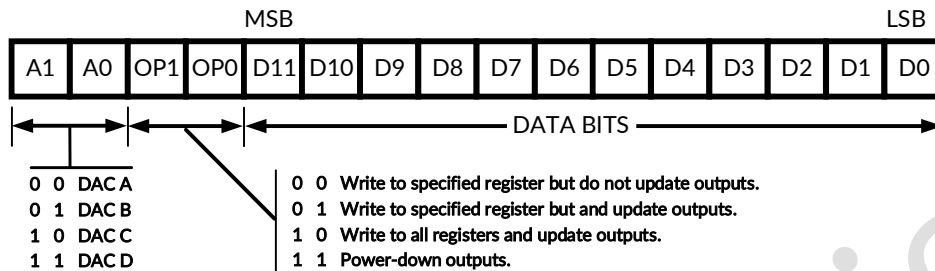 MSB LSB
A1 A0 OP1 OP0 D11 D10 D9 D8 D7 D6 D5 D4 D3 D2 D1 D0
DATA BITS
0 0 DAC A
0 1 DAC B
1 0 DAC C
1 1 DAC D
0 0 Write to specified register but do not update outputs.
0 1 Write to specified register but and update outputs.
1 0 Write to all registers and update outputs.
1 1 Power-down outputs.